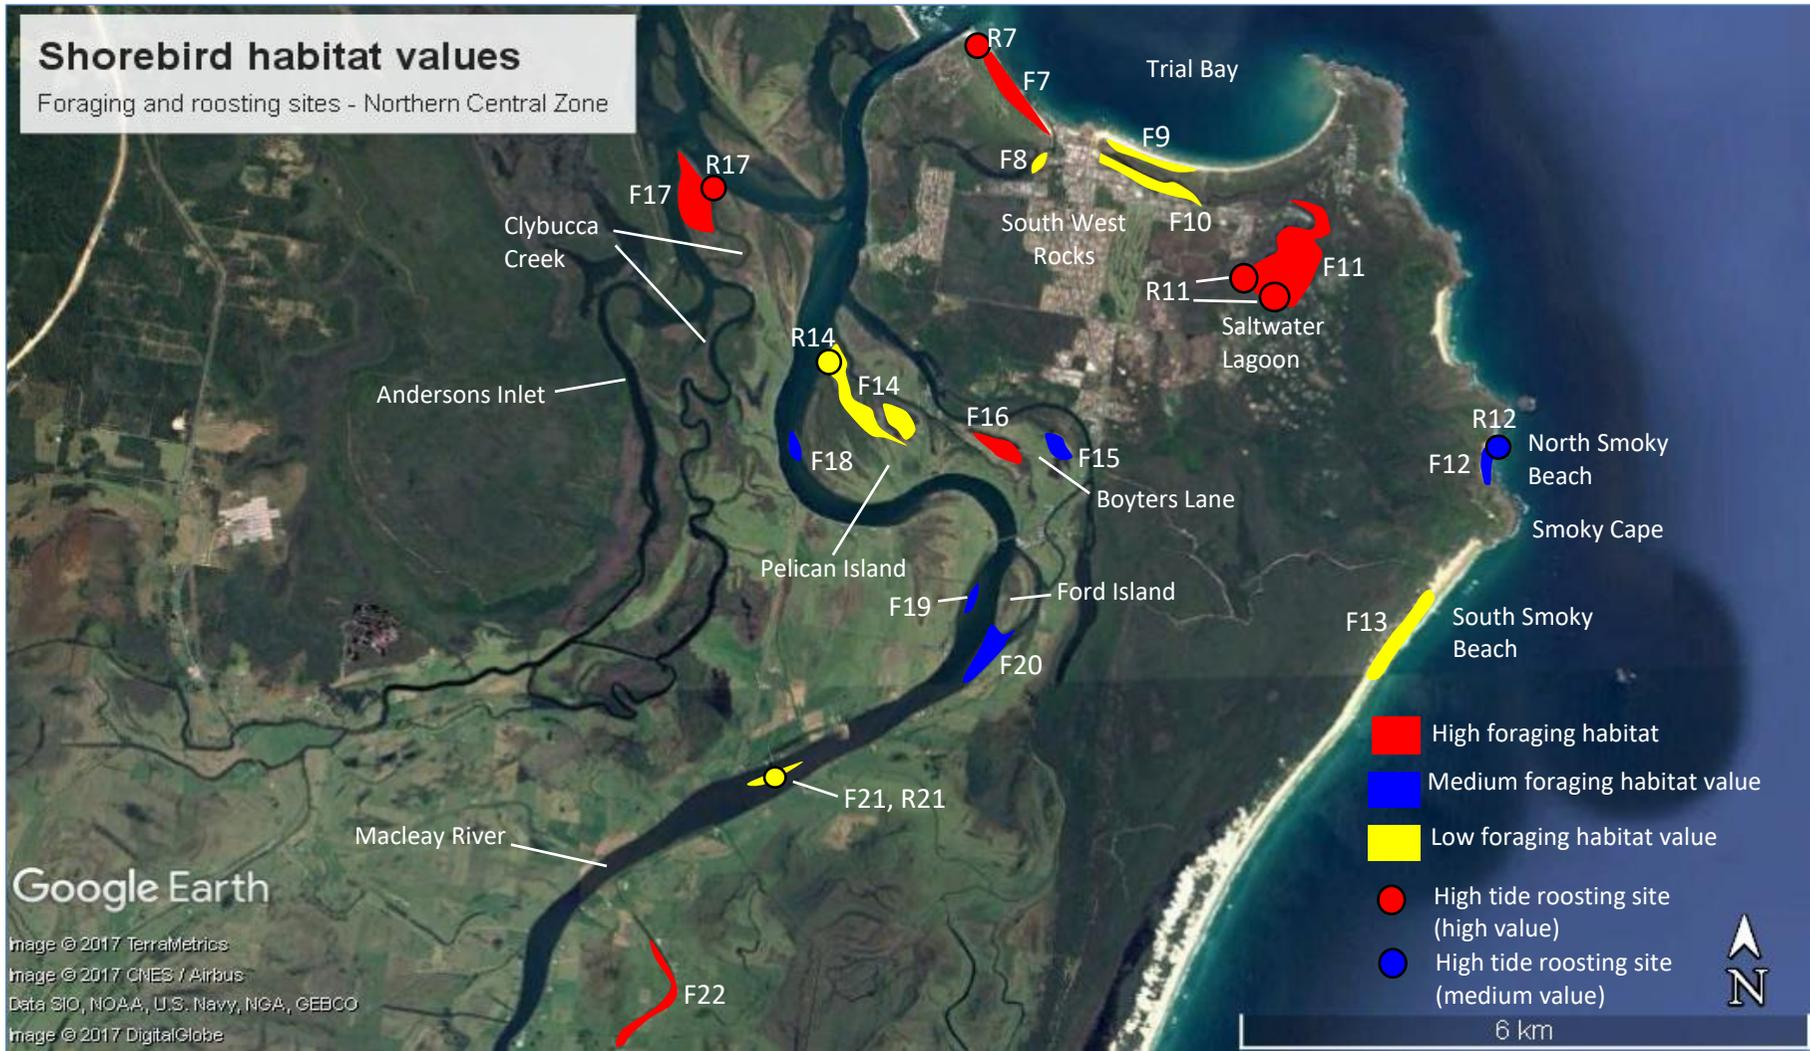 Shorebird habitat values
Foraging and roosting sites - Northern Central Zone
R7
Trial Bay
F7
F9
F8
R17
F17
F10
South West
Rocks
Clybucca
Creek
F11
R11
Saltwater
Lagoon
R14
Andersons Inlet
F14
F16
R12
North Smoky
Beach
F18
F15
F12
Boyters Lane
Smoky Cape
Pelican Island
Ford Island
F19
F13
South Smoky
Beach
F20
High foraging habitat
Medium foraging habitat value
F21, R21
Macleay River
Low foraging habitat value
Google Earth
High tide roosting site
(high value)
High tide roosting site
(medium value)
F22
N
6 km
Image © 2017 TerraMetrics
Image © 2017 CNES / Airbus
Data SIO, NOAA, U.S. Navy, NGA, GEBCO
Image © 2017 DigitalGlobe